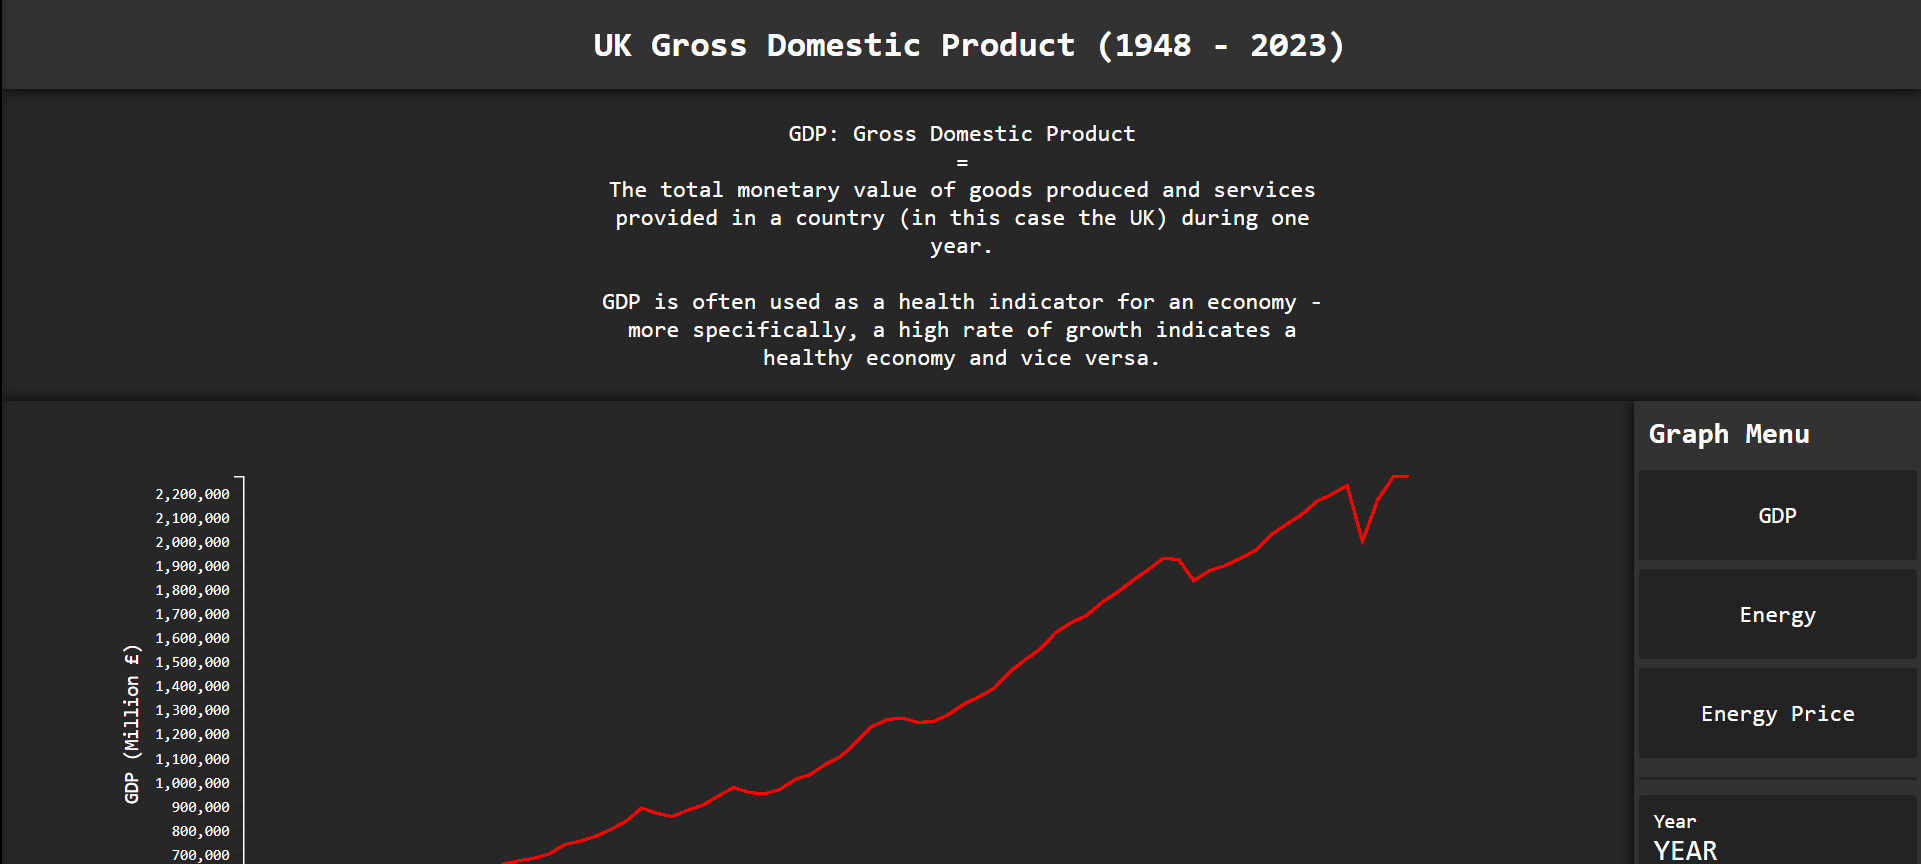 UK Gross Domestic Product (1948 - 2023)
GDP: Gross Domestic Product
=
The total monetary value of goods produced and services
provided in a country (in this case the UK) during one
year.
GDP is often used as a health indicator for an economy -
more specifically, a high rate of growth indicates a
healthy economy and vice versa.
Graph Menu
GDP
Energy
Energy Price
Year
YEAR
GDP (Million £)
2,200,000
2,100,000
2,000,000
1,900,000
1,800,000
1,700,000
1,600,000
1,500,000
1,400,000
1,300,000
1,200,000
1,100,000
1,000,000
900,000
800,000
700,000